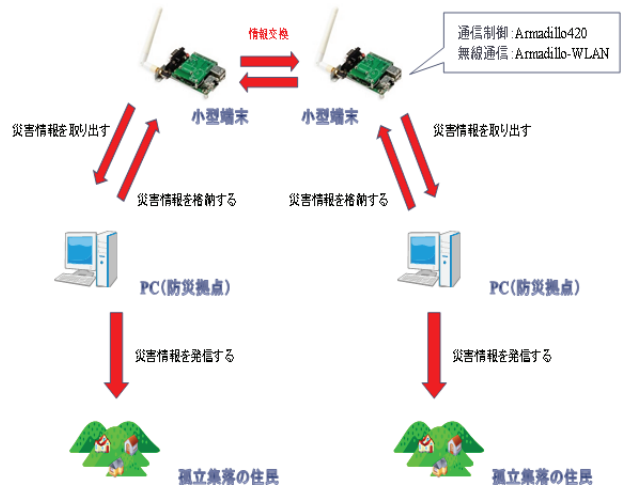 情報交換
通信制御:Armadillo420
無線通信:Armadillo-WLAN
小型端末
小型端末
災害情報を取り出す
災害情報を取り出す
災害情報を格納する
災害情報を格納する
PC(防災拠点)
PC(防災拠点)
災害情報を発信する
災害情報を発信する
孤立集落の住民
孤立集落の住民